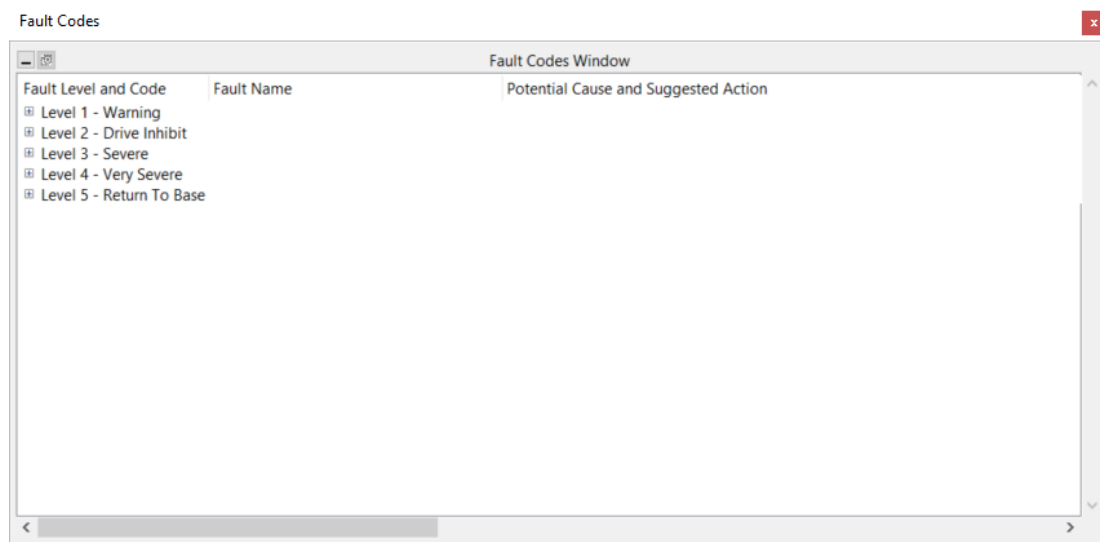 Fault Codes
x
Fault Codes Window
Fault Level and Code Fault Name Potential Cause and Suggested Action
Level 1 - Warning
Level 2 - Drive Inhibit
Level 3 - Severe
Level 4 - Very Severe
Level 5 - Return To Base